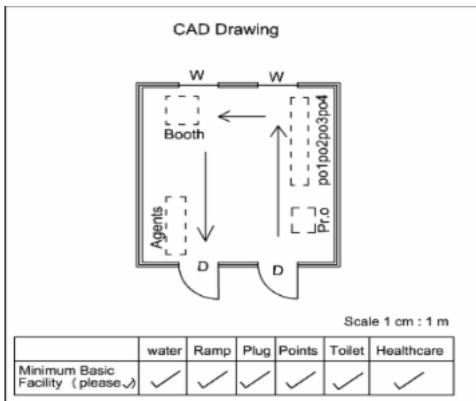 CAD Drawing
W W
Booth
po1po2po3po4
Agents
Pr.o
D D
Scale 1 cm : 1 m
water Ramp Plug Points Toilet Healthcare
Minimum Basic
Facility (please ✓) ✓ ✓ ✓ ✓ ✓ ✓